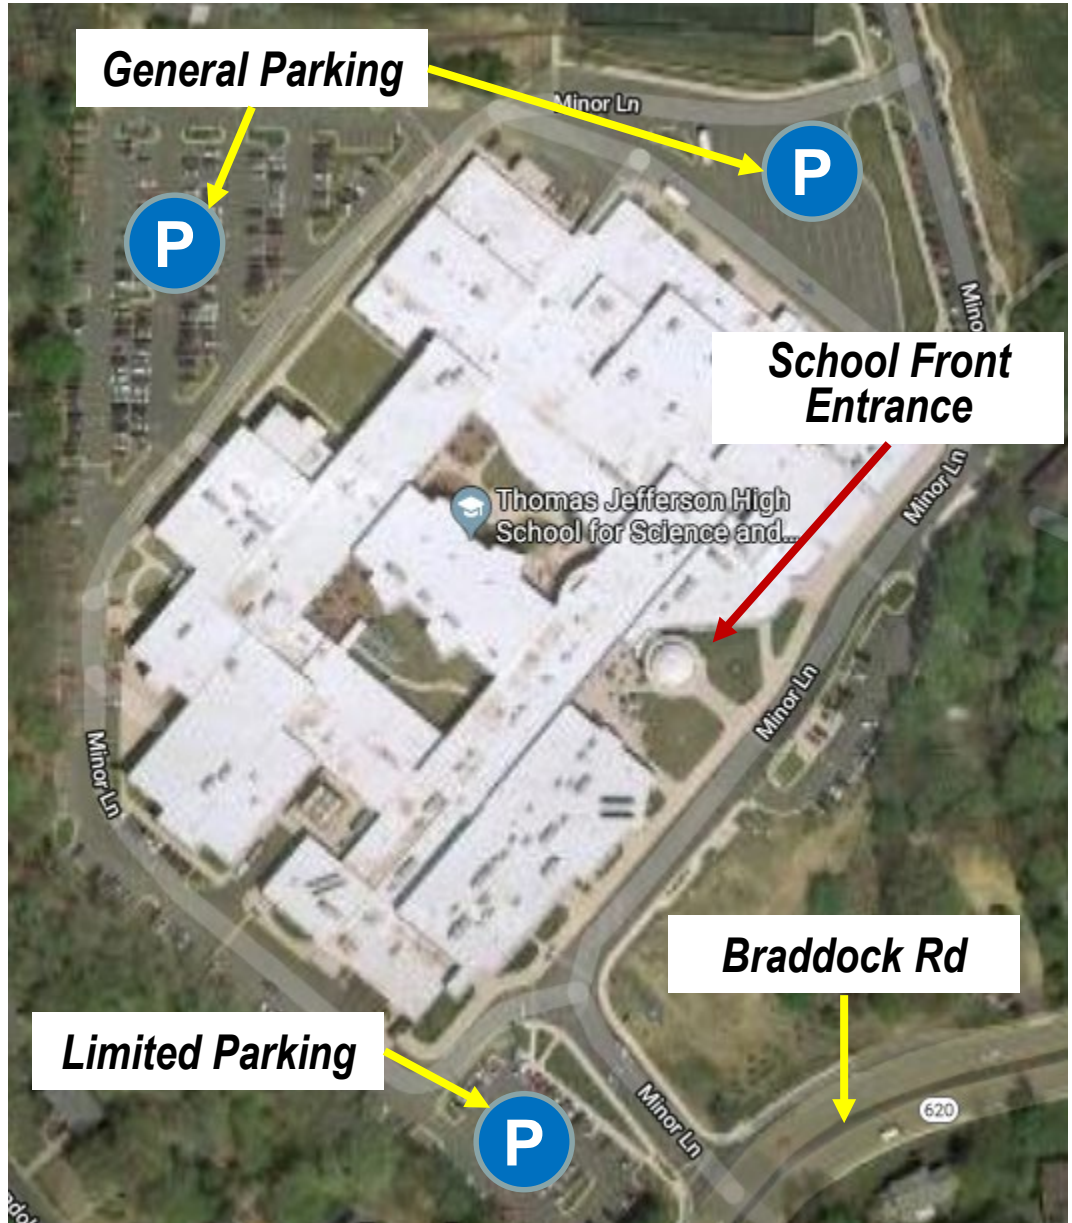 General Parking
Minor Ln
P
P
Mino
School Front
Entrance
Minor Ln
Thomas Jefferson High
School for Science and...
Minor Ln
Minor Ln
Braddock Rd
Limited Parking
620
Minor Ln
P